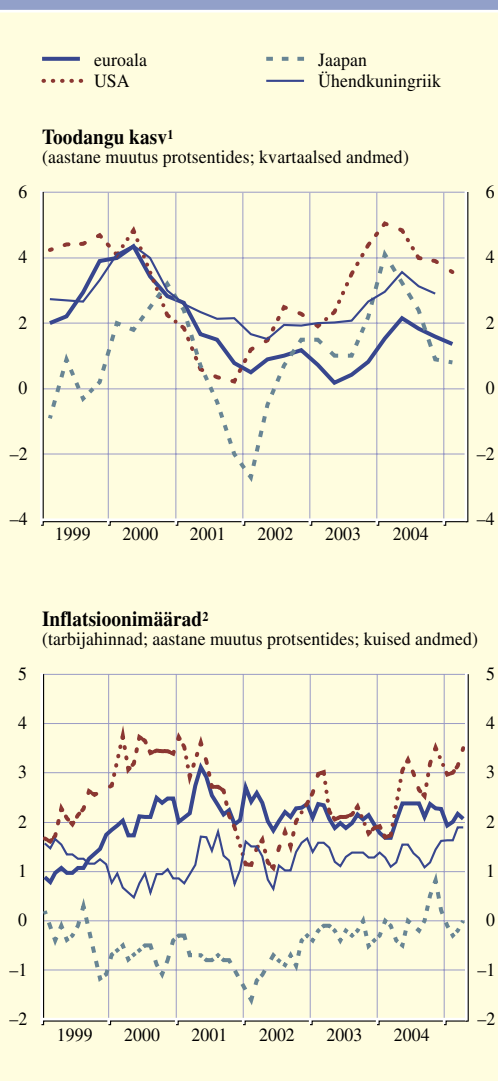 euroala
USA
Jaapan
Ühendkuningriik
Toodangu kasv¹
(aastane muutus protsentides; kvartaalsed andmed)
6 6
4 4
2 2
0 0
–2 –2
–4 –4
1999 2000 2001 2002 2003 2004
Inflatsioonimäärad²
(tarbijahinnad; aastane muutus protsentides; kuised andmed)
5 5
4 4
3 3
2 2
1 1
0 0
–1 –1
–2 –2
1999 2000 2001 2002 2003 2004